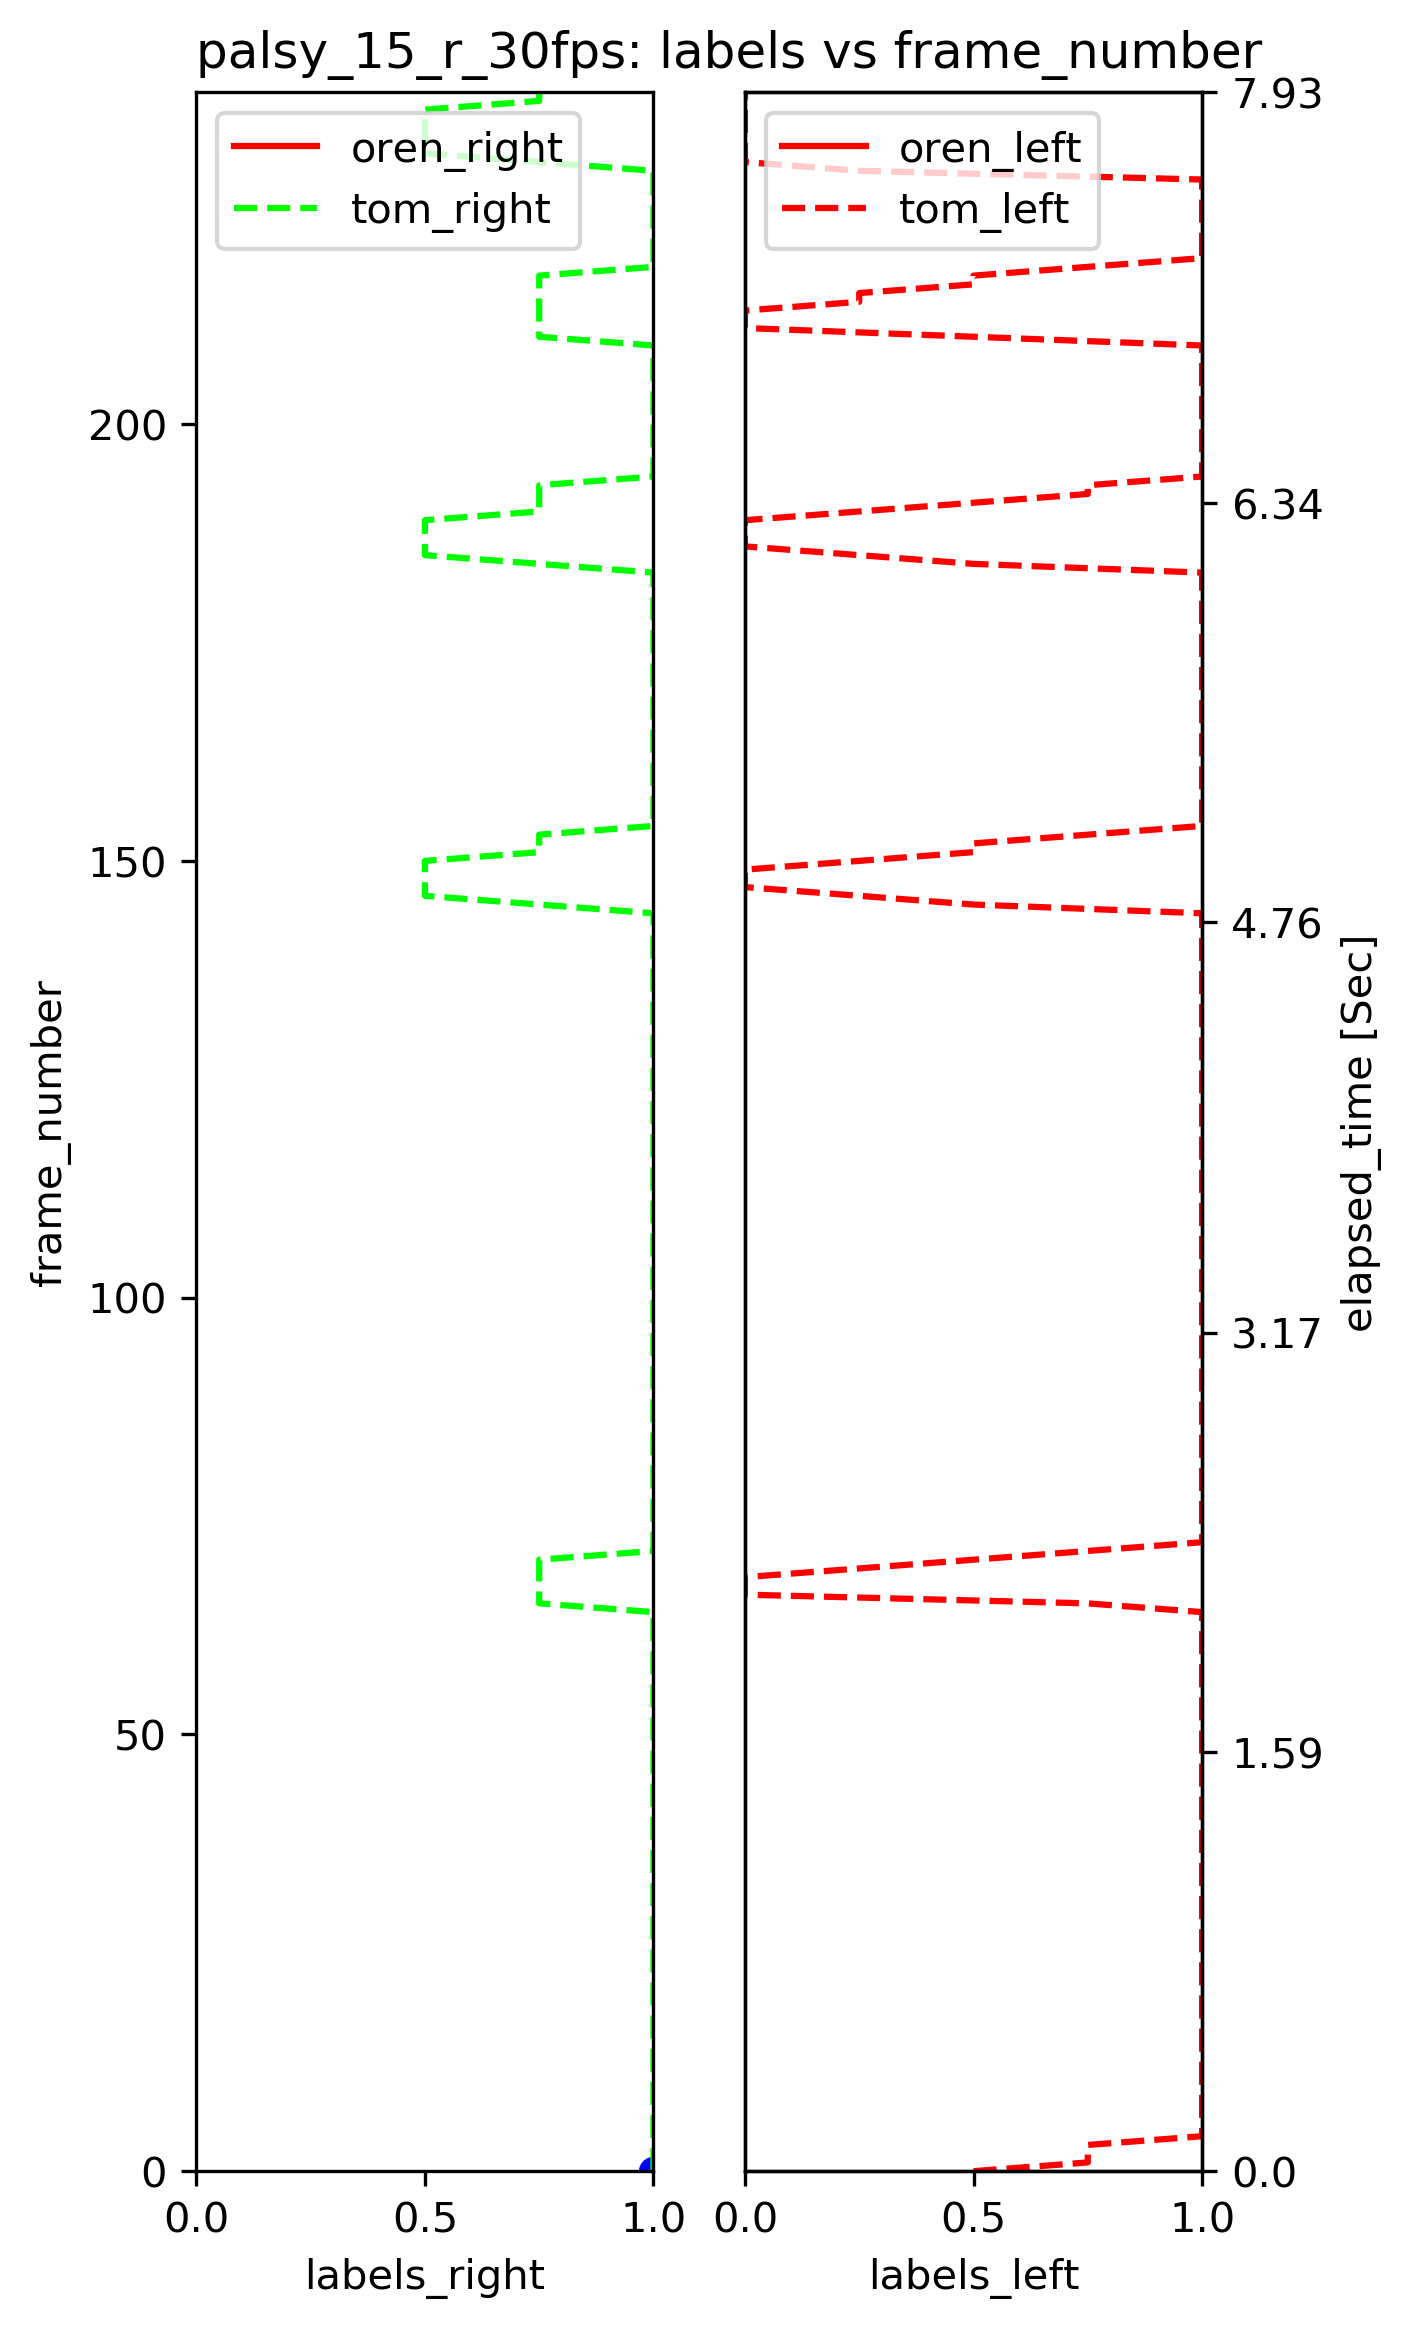 palsy_15_r_30fps: labels vs frame_number
oren_right
tom_right
oren_left
tom_left
frame_number
200
150
100
50
0
7.93
6.34
4.76
3.17
1.59
0.0
elapsed_time [Sec]
0.0 0.5 1.0
0.0 0.5 1.0
labels_right
labels_left